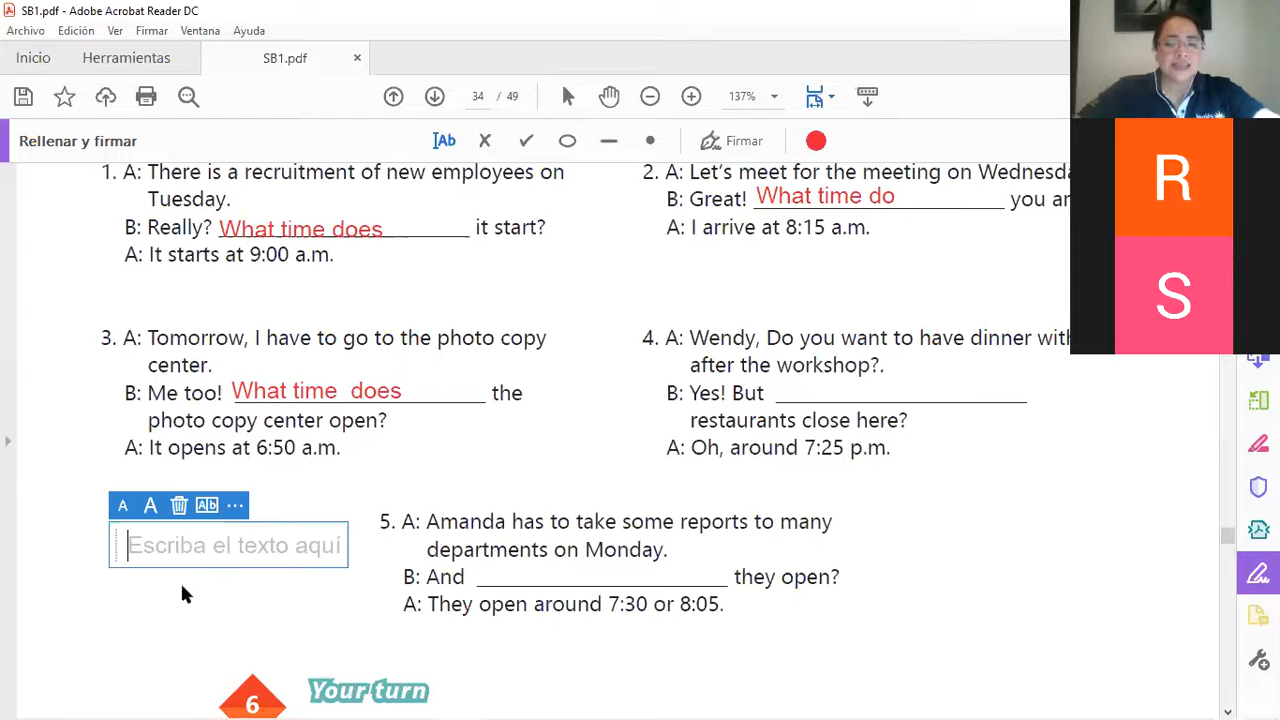 SB1.pdf - Adobe Acrobat Reader DC
Archivo Edición Ver Firmar Ventana Ayuda
Inicio Herramientas SB1.pdf ×
34 / 49 137%
Rellenar y firmar Ab Firmar
1. A: There is a recruitment of new employees on
Tuesday.
B: Really? What time does it start?
A: It starts at 9:00 a.m.
2. A: Let's meet for the meeting on
B: Great! What time do you
A: I arrive at 8:15 a.m.
3. A: Tomorrow, I have to go to the photo copy
center.
B: Me too! What time does the
photo copy center open?
A: It opens at 6:50 a.m.
4. A: Wendy, Do you want to have dinner with
after the workshop?.
B: Yes! But
restaurants close here?
A: Oh, around 7:25 p.m.
A A Ab ...
Escriba el texto aquí
5. A: Amanda has to take some reports to many
departments on Monday.
B: And they open?
A: They open around 7:30 or 8:05.
6 Your turn
R
S